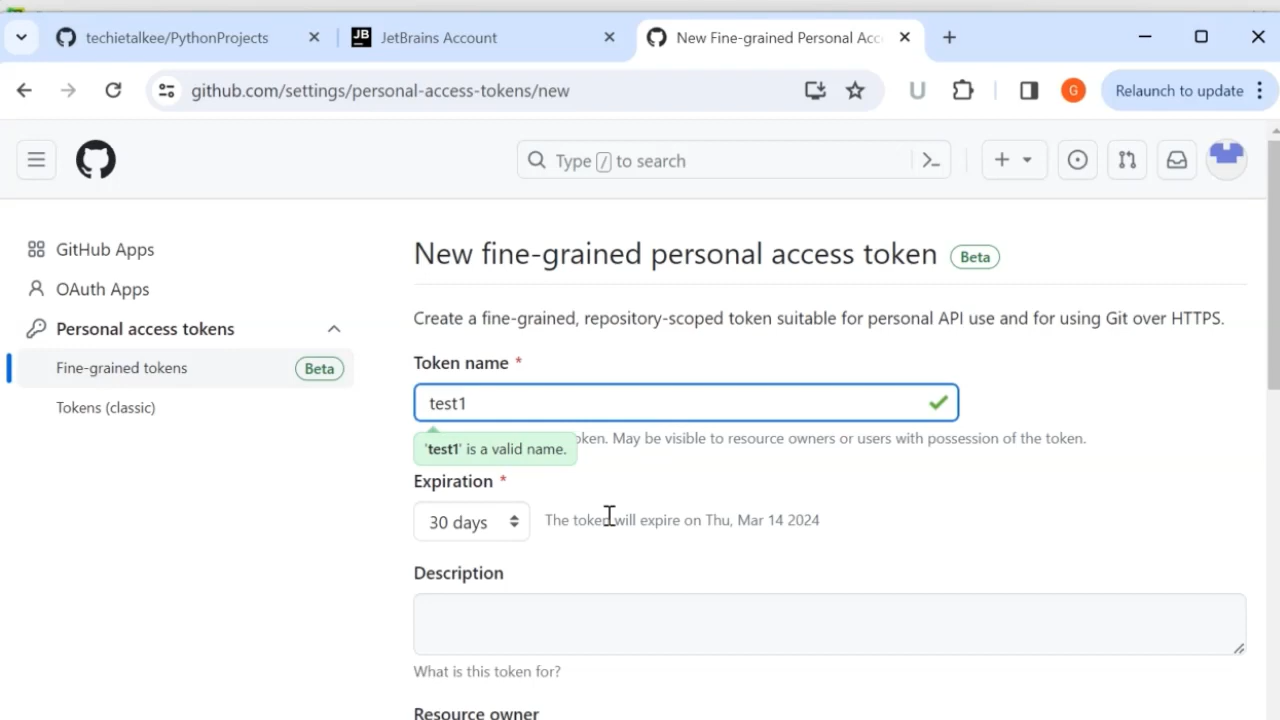 techietalkee/PythonProjects
JB JetBrains Account
New Fine-grained Personal Acc
github.com/settings/personal-access-tokens/new
U
G
Relaunch to update
Type / to search
GitHub Apps
OAuth Apps
Personal access tokens
Fine-grained tokens Beta
Tokens (classic)
New fine-grained personal access token Beta
Create a fine-grained, repository-scoped token suitable for personal API use and for using Git over HTTPS.
Token name *
test1
'test1' is a valid name.
oken. May be visible to resource owners or users with possession of the token.
Expiration *
30 days
The token will expire on Thu, Mar 14 2024
Description
What is this token for?
Resource owner